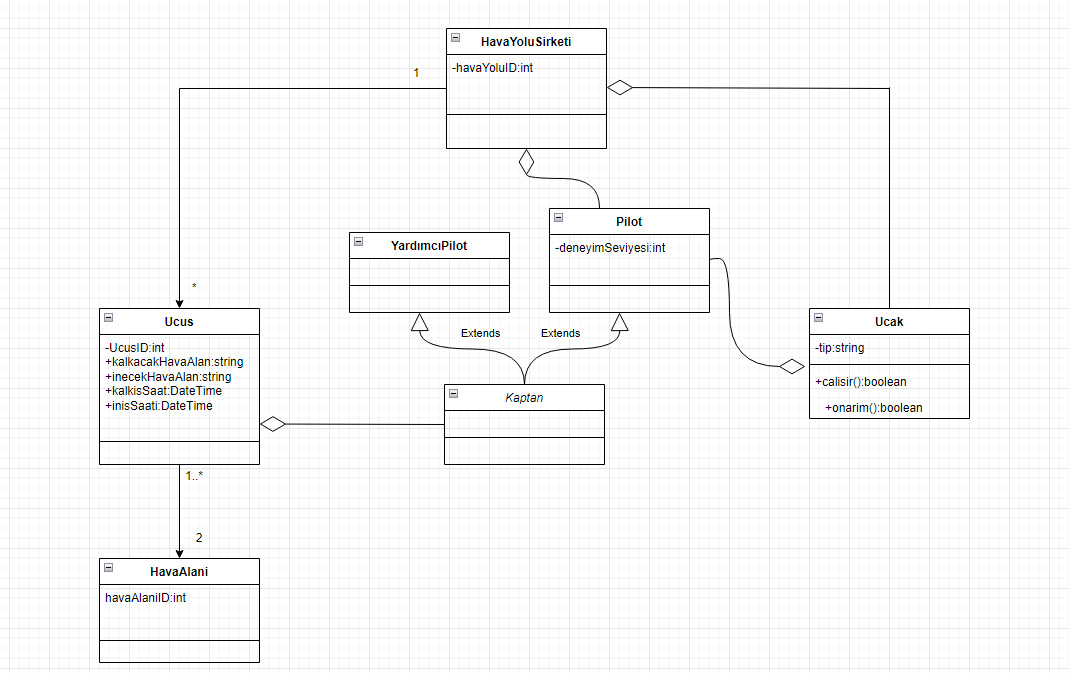 HavaYoluSirketi
-havaYoluID:int
1
*
Pilot
-deneyimSeviyesi:int
YardımcıPilot
Extends
Extends
Kaptan
Ucus
-UcusID:int
+kalkacakHavaAlan:string
+inecekHavaAlan:string
+kalkisSaat:DateTime
+inisSaati:DateTime
Ucak
-tip:string
+calisir():boolean
+onarim():boolean
1..*
2
HavaAlani
havaAlaniID:int